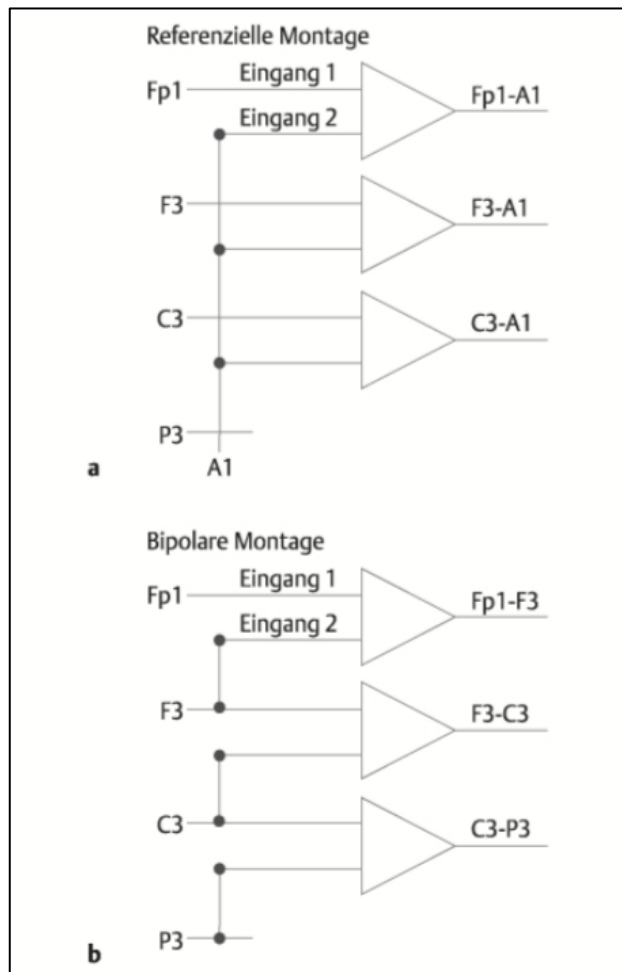 Referenzielle Montage
Eingang 1
Fp1
Fp1-A1
Eingang 2
F3
F3-A1
C3
C3-A1
P3
A1
a
Bipolare Montage
Eingang 1
Fp1
Fp1-F3
Eingang 2
F3
F3-C3
C3
C3-P3
P3
b